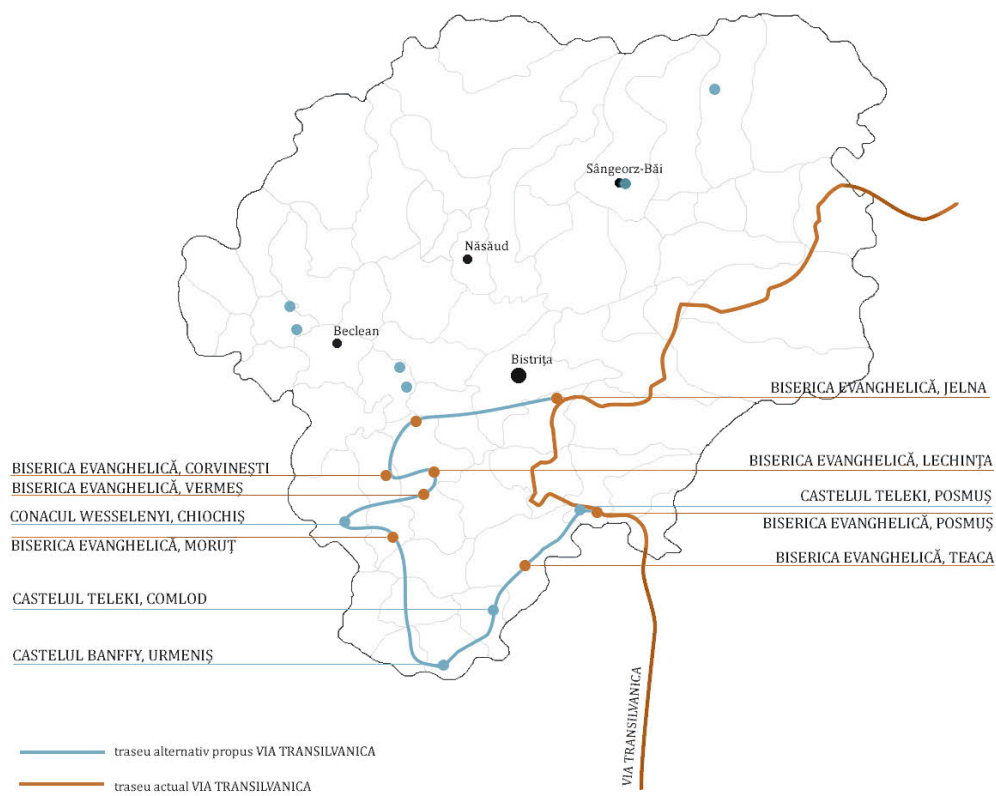 Sângeorz-Băi
Năsăud
Beclean
Bistrița
BISERICA EVANGHELICĂ, JELNA
BISERICA EVANGHELICĂ, CORVINEȘTI
BISERICA EVANGHELICĂ, LECHINȚA
BISERICA EVANGHELICĂ, VERMEȘ
CASTELUL TELEKI, POSMUȘ
CONACUL WESSELENYI, CHIOCHIȘ
BISERICA EVANGHELICĂ, POSMUȘ
BISERICA EVANGHELICĂ, MORUȚ
BISERICA EVANGHELICĂ, TEACA
CASTELUL TELEKI, COMLOD
CASTELUL BANFFY, URMENIȘ
VIA TRANSILVANICA
traseu alternativ propus VIA TRANSILVANICA
traseu actual VIA TRANSILVANICA